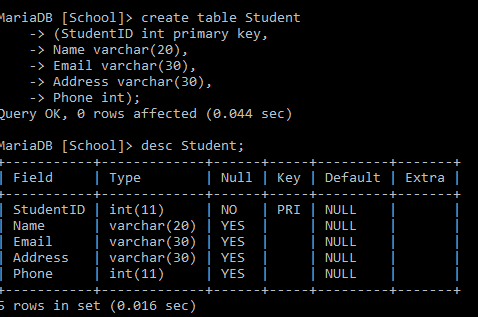 MariaDB [School]> create table Student
    -> (StudentID int primary key,
    -> Name varchar(20),
    -> Email varchar(30),
    -> Address varchar(30),
    -> Phone int);
Query OK, 0 rows affected (0.044 sec)

MariaDB [School]> desc Student;
+-----------+-------------+------+-----+---------+-------+
| Field     | Type        | Null | Key | Default | Extra |
+-----------+-------------+------+-----+---------+-------+
| StudentID | int(11)     | NO   | PRI | NULL    |       |
| Name      | varchar(20) | YES  |     | NULL    |       |
| Email     | varchar(30) | YES  |     | NULL    |       |
| Address   | varchar(30) | YES  |     | NULL    |       |
| Phone     | int(11)     | YES  |     | NULL    |       |
+-----------+-------------+------+-----+---------+-------+
5 rows in set (0.016 sec)